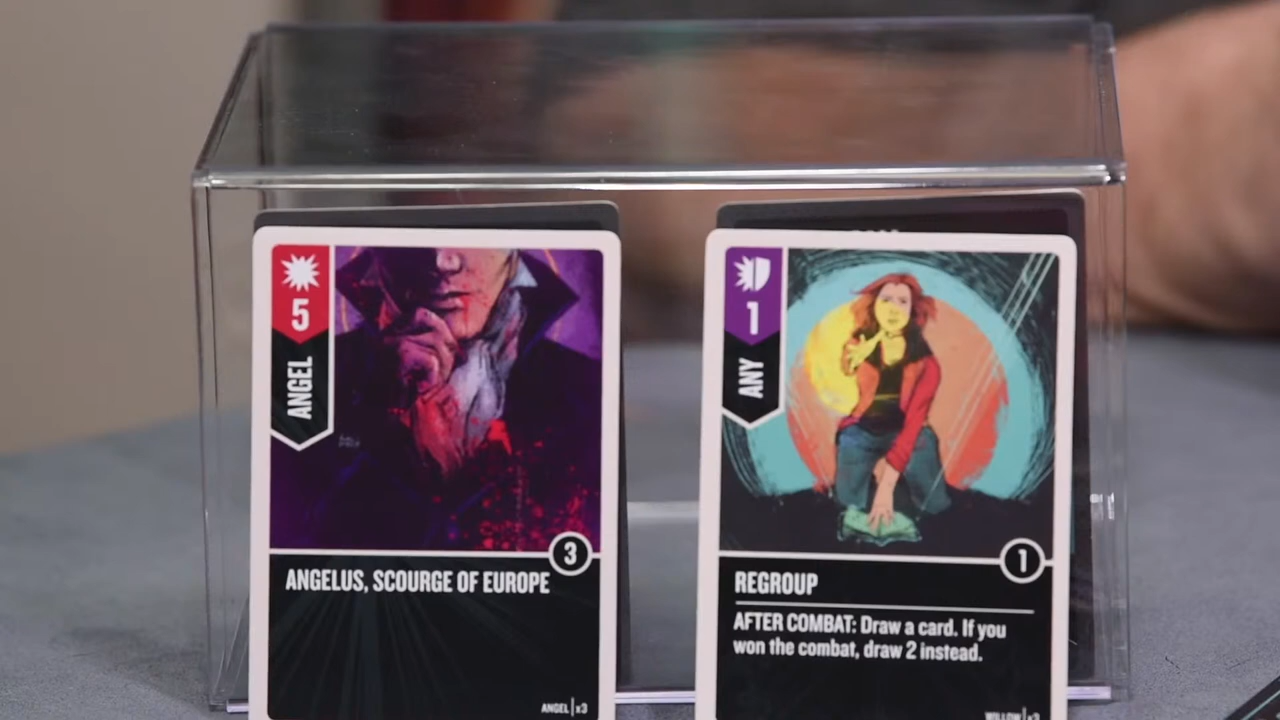 5
ANGEL
3
ANGELUS, SCOURGE OF EUROPE
ANGEL x3
1
ANY
1
REGROUP
AFTER COMBAT: Draw a card. If you
won the combat, draw 2 instead.
WILLOW